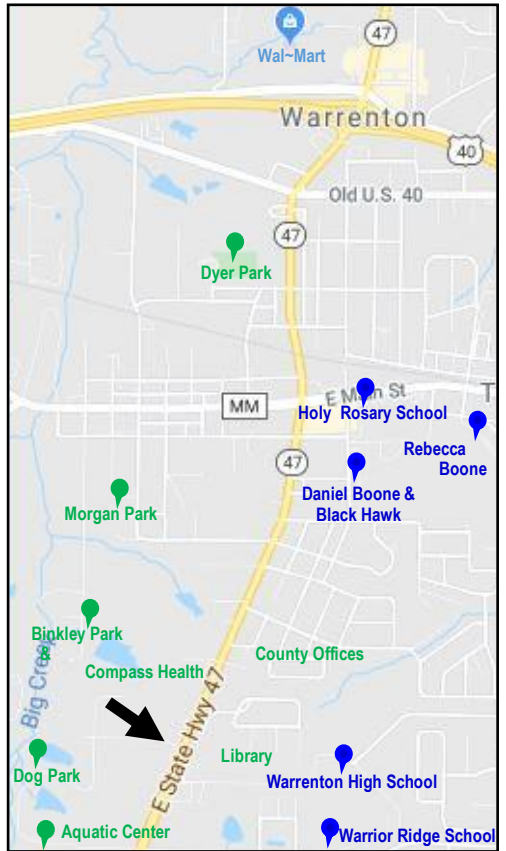 47
Wal~Mart
Warrenton
40
Old U.S. 40
47
Dyer Park
MM
E Main St
T
Holy Rosary School
Rebecca
Boone
47
Daniel Boone &
Black Hawk
Morgan Park
Binkley Park
&
County Offices
Compass Health
Big Creek
E State Hwy 47
Library
Dog Park
Warrenton High School
Aquatic Center
Warrior Ridge School